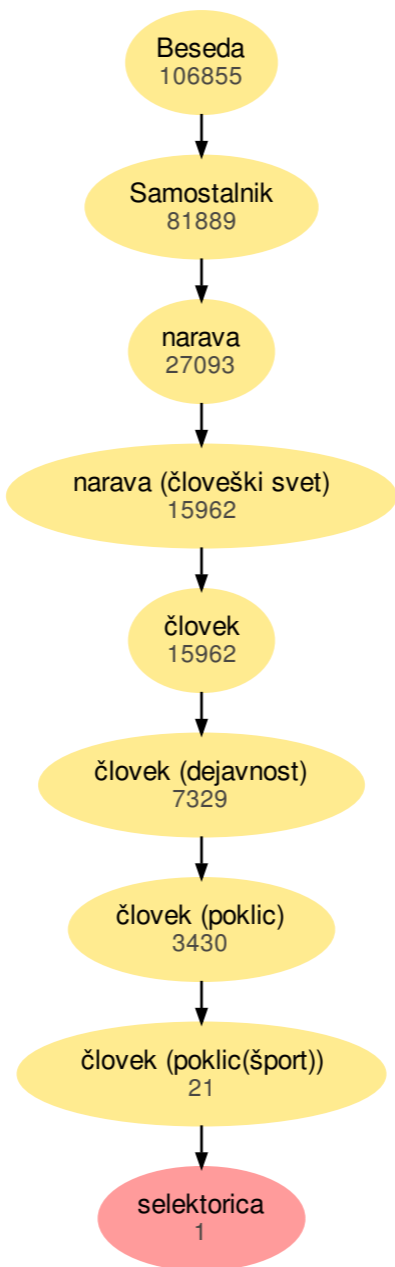 Beseda
106855
Samostalnik
81889
narava
27093
narava (človeški svet)
15962
človek
15962
človek (dejavnost)
7329
človek (poklic)
3430
človek (poklic(šport))
21
selektorica
1